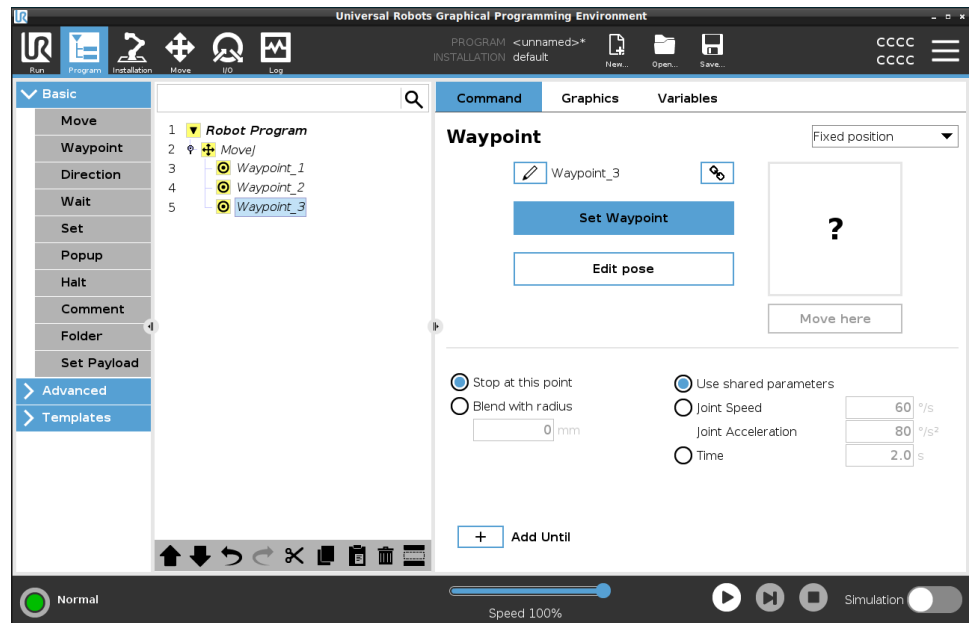 Universal Robots Graphical Programming Environment
PROGRAM <unnamed>*
INSTALLATION default
CCCC
CCCC
Run Program Installation Move I/O Log New... Open... Save...
Basic
Move
Waypoint
Direction
Wait
Set
Popup
Halt
Comment
Folder
Set Payload
Advanced
Templates
1 Robot Program
2 MoveJ
3 Waypoint_1
4 Waypoint_2
5 Waypoint_3
Command Graphics Variables
Waypoint
Fixed position
Waypoint_3
Set Waypoint
Edit pose
?
Move here
Stop at this point
Blend with radius
0 mm
Use shared parameters
Joint Speed 60 °/s
Joint Acceleration 80 °/s²
Time 2.0 s
+ Add Until
Normal
Speed 100%
Simulation